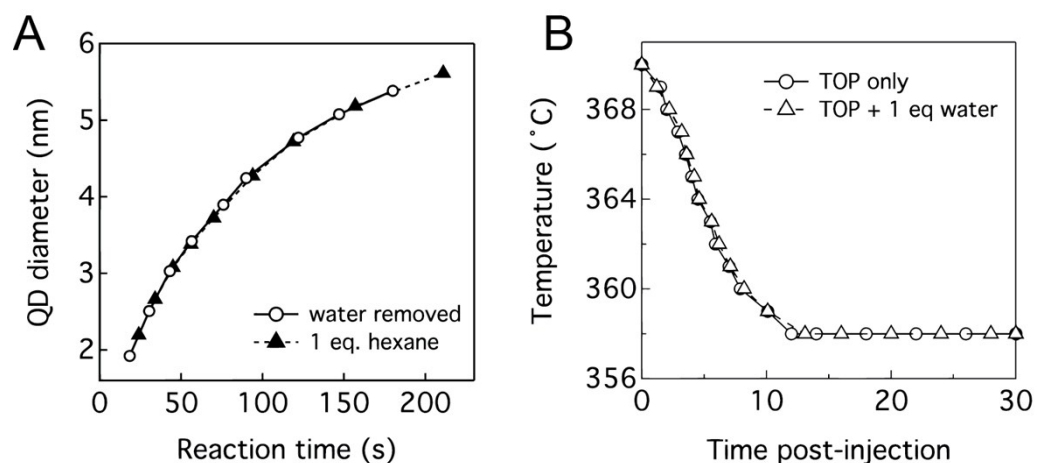 A
QD diameter (nm)
6
5
4
3
2
water removed
1 eq. hexane
0 50 100 150 200
Reaction time (s)
B
Temperature (˚C)
368
364
360
356
TOP only
TOP + 1 eq water
0 10 20 30
Time post-injection